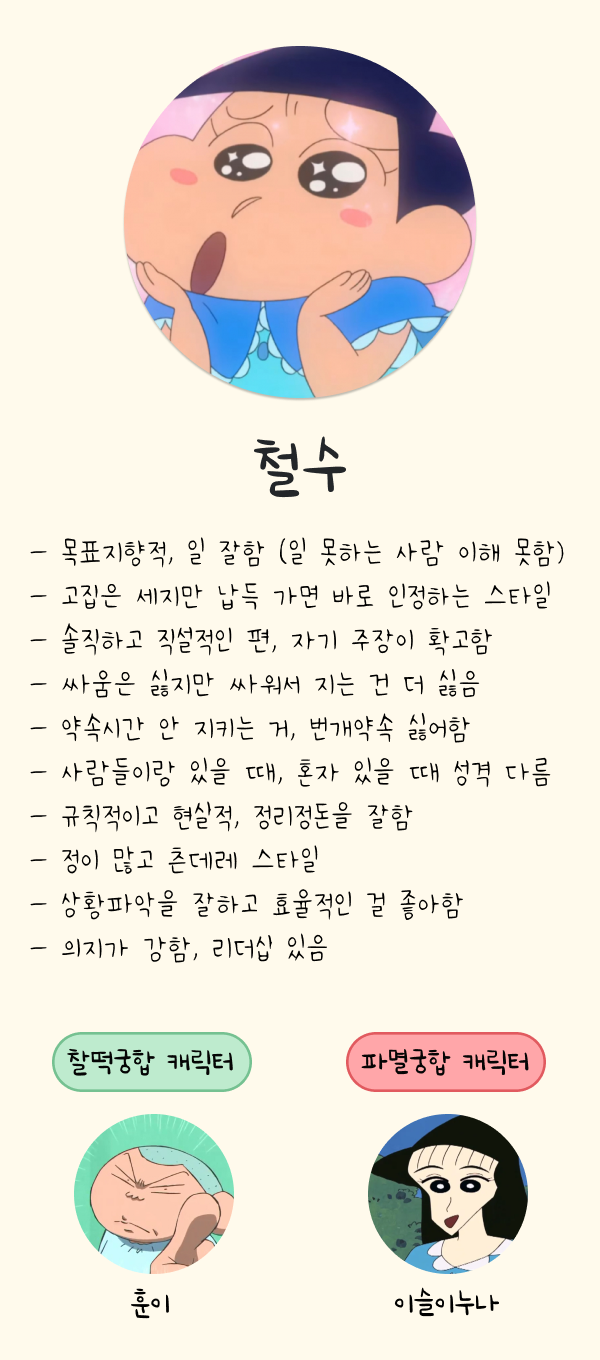 철수
- 목표지향적, 일 잘함 (일 못하는 사람 이해 못함)
- 고집은 세지만 납득 가면 바로 인정하는 스타일
- 솔직하고 직설적인 편, 자기 주장이 확고함
- 싸움은 싫지만 싸워서 지는 건 더 싫음
- 약속시간 안 지키는 거, 번개약속 싫어함
- 사람들이랑 있을 때, 혼자 있을 때 성격 다름
- 규칙적이고 현실적, 정리정돈을 잘함
- 정이 많고 츤데레 스타일
- 상황파악을 잘하고 효율적인 걸 좋아함
- 의지가 강함, 리더십 있음
찰떡궁합 캐릭터
파멸궁합 캐릭터
훈이
이슬이누나